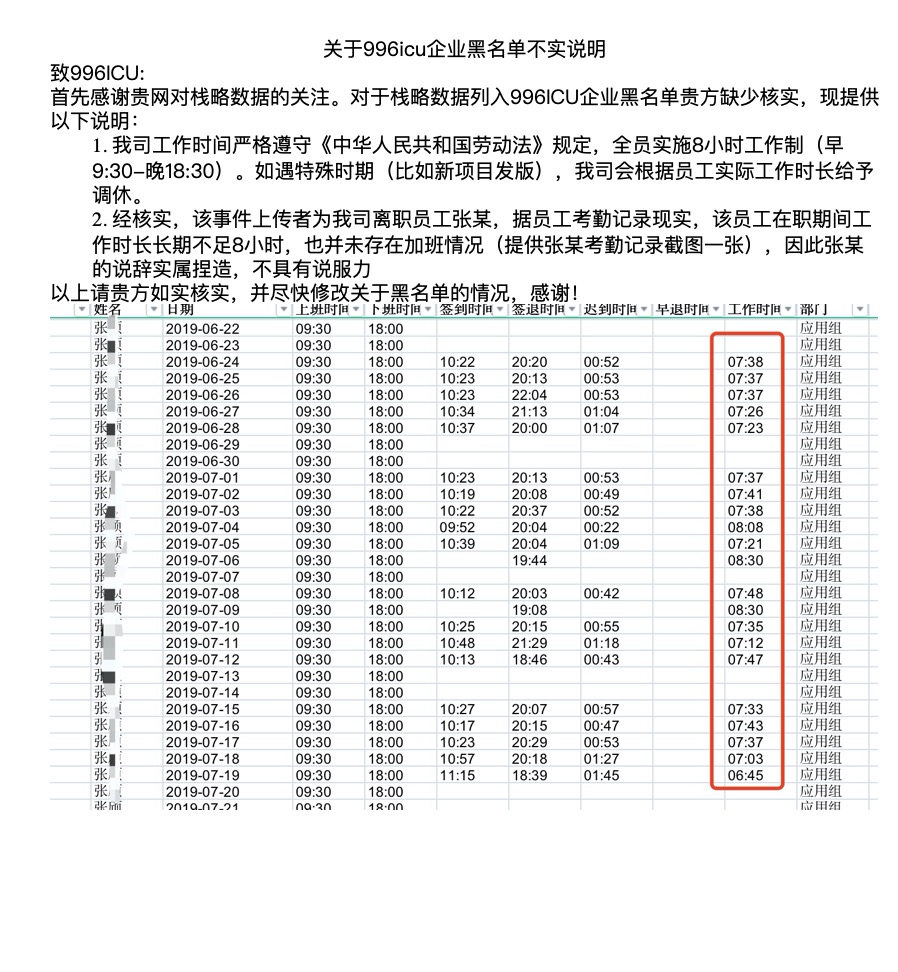 关于996icu企业黑名单不实说明
致996ICU:
首先感谢贵网对栈略数据的关注。对于栈略数据列入996ICU企业黑名单贵方缺少核实，现提供
以下说明：
1. 我司工作时间严格遵守《中华人民共和国劳动法》规定，全员实施8小时工作制（早
9:30-晚18:30）。如遇特殊时期（比如新项目发版），我司会根据员工实际工作时长给予
调休。
2. 经核实，该事件上传者为我司离职员工张某，据员工考勤记录现实，该员工在职期间工
作时长长期不足8小时，也并未存在加班情况（提供张某考勤记录截图一张），因此张某
的说辞实属捏造，不具有说服力
以上请贵方如实核实，并尽快修改关于黑名单的情况，感谢！
姓名 日期 上班时间 下班时间 签到时间 签退时间 迟到时间 早退时间 工作时间 部门
张 2019-06-22 09:30 18:00 应用组
张 2019-06-23 09:30 18:00 应用组
张 2019-06-24 09:30 18:00 10:22 20:20 00:52 07:38 应用组
张 2019-06-25 09:30 18:00 10:23 20:13 00:53 07:37 应用组
张 2019-06-26 09:30 18:00 10:23 22:04 00:53 07:37 应用组
张 2019-06-27 09:30 18:00 10:34 21:13 01:04 07:26 应用组
张 2019-06-28 09:30 18:00 10:37 20:00 01:07 07:23 应用组
张 2019-06-29 09:30 18:00 应用组
张 2019-06-30 09:30 18:00 应用组
张 2019-07-01 09:30 18:00 10:23 20:13 00:53 07:37 应用组
张 2019-07-02 09:30 18:00 10:19 20:08 00:49 07:41 应用组
张 2019-07-03 09:30 18:00 10:22 20:37 00:52 07:38 应用组
张 2019-07-04 09:30 18:00 09:52 20:04 00:22 08:08 应用组
张 2019-07-05 09:30 18:00 10:39 20:04 01:09 07:21 应用组
张 2019-07-06 09:30 18:00 19:44 08:30 应用组
张 2019-07-07 09:30 18:00 应用组
张 2019-07-08 09:30 18:00 10:12 20:03 00:42 07:48 应用组
张 2019-07-09 09:30 18:00 19:08 08:30 应用组
张 2019-07-10 09:30 18:00 10:25 20:15 00:55 07:35 应用组
张 2019-07-11 09:30 18:00 10:48 21:29 01:18 07:12 应用组
张 2019-07-12 09:30 18:00 10:13 18:46 00:43 07:47 应用组
张 2019-07-13 09:30 18:00 应用组
张 2019-07-14 09:30 18:00 应用组
张 2019-07-15 09:30 18:00 10:27 20:07 00:57 07:33 应用组
张 2019-07-16 09:30 18:00 10:17 20:15 00:47 07:43 应用组
张 2019-07-17 09:30 18:00 10:23 20:29 00:53 07:37 应用组
张 2019-07-18 09:30 18:00 10:57 20:18 01:27 07:03 应用组
张 2019-07-19 09:30 18:00 11:15 18:39 01:45 06:45 应用组
张 2019-07-20 09:30 18:00 应用组
张 2019-07-21 09:30 18:00 应用组